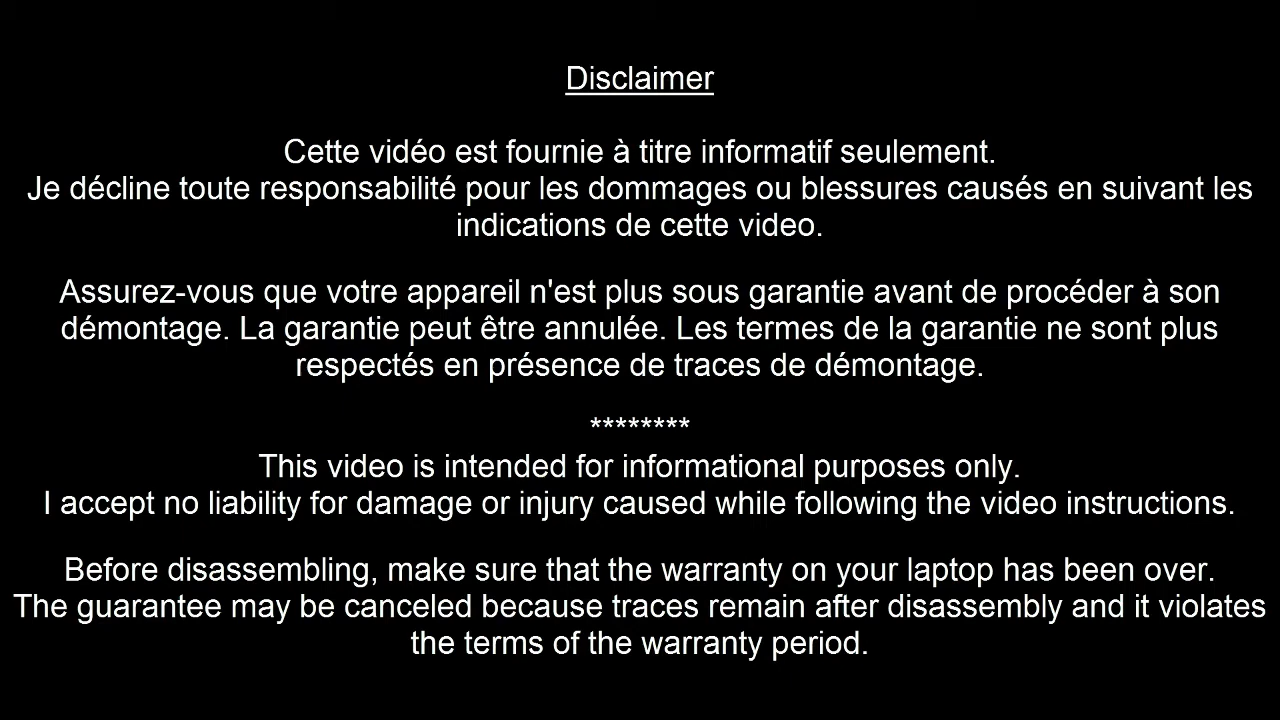 Disclaimer
Cette vidéo est fournie à titre informatif seulement.
Je décline toute responsabilité pour les dommages ou blessures causés en suivant les
indications de cette video.
Assurez-vous que votre appareil n'est plus sous garantie avant de procéder à son
démontage. La garantie peut être annulée. Les termes de la garantie ne sont plus
respectés en présence de traces de démontage.
********
This video is intended for informational purposes only.
I accept no liability for damage or injury caused while following the video instructions.
Before disassembling, make sure that the warranty on your laptop has been over.
The guarantee may be canceled because traces remain after disassembly and it violates
the terms of the warranty period.